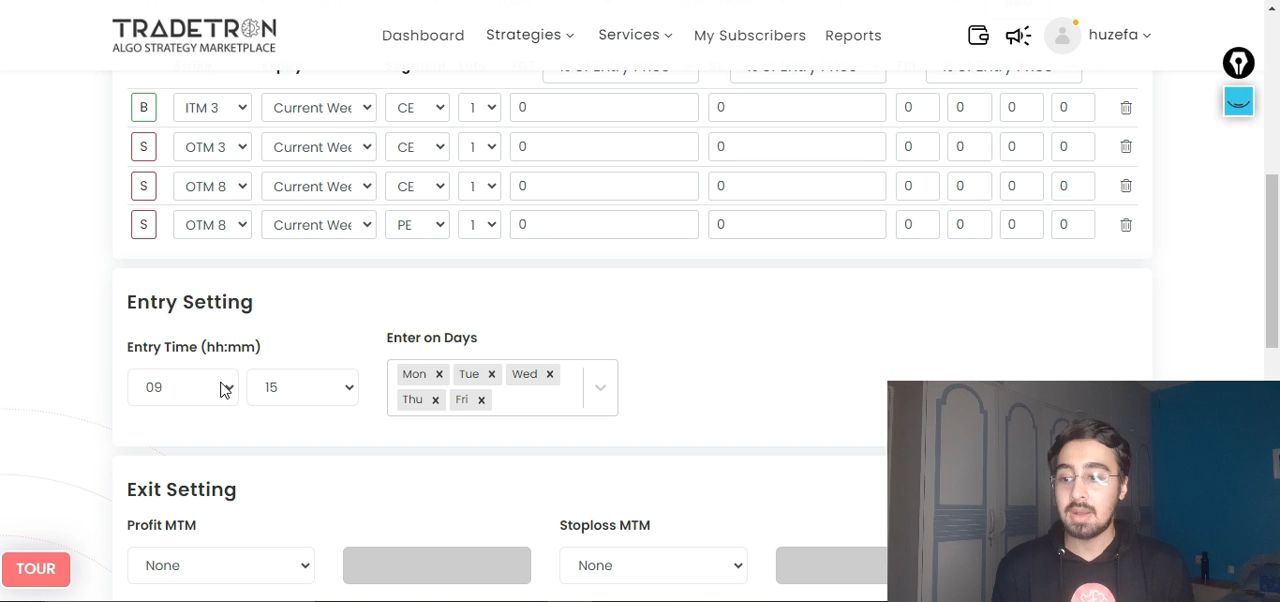 TRADETRON
ALGO STRATEGY MARKETPLACE
Dashboard Strategies Services My Subscribers Reports huzefa
B ITM 3 Current Wee CE 1 0 0 0 0 0 0
S OTM 3 Current Wee CE 1 0 0 0 0 0 0
S OTM 8 Current Wee CE 1 0 0 0 0 0 0
S OTM 8 Current Wee PE 1 0 0 0 0 0 0
Entry Setting
Entry Time (hh:mm) Enter on Days
09 15 Mon × Tue × Wed ×
Thu × Fri ×
Exit Setting
Profit MTM Stoploss MTM
None None
TOUR